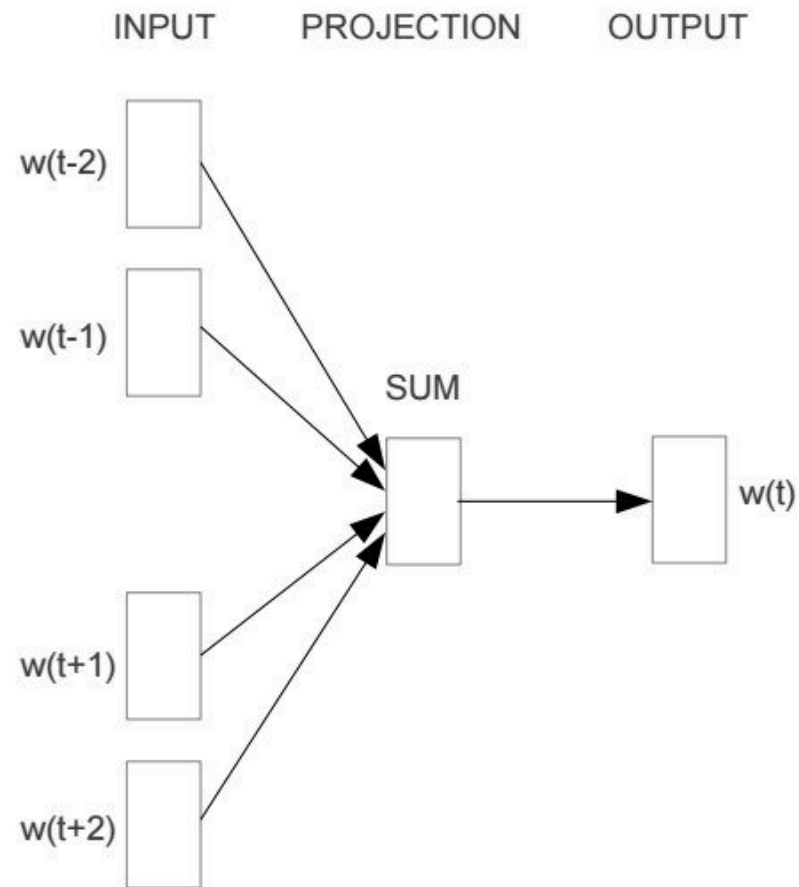 INPUT PROJECTION OUTPUT
w(t-2)
w(t-1)
SUM
w(t)
w(t+1)
w(t+2)